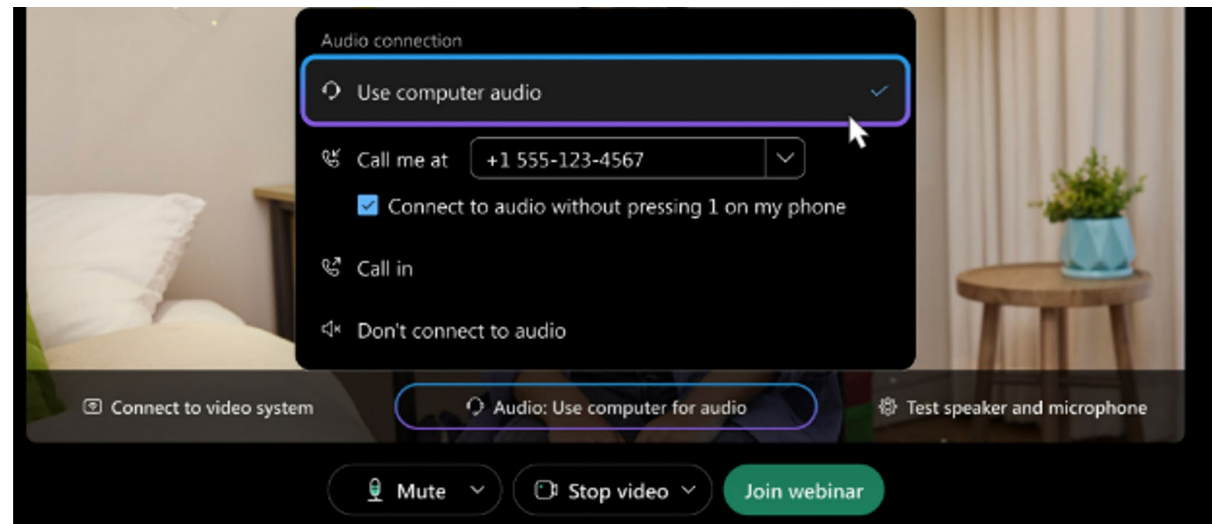 Audio connection
Use computer audio
Call me at +1 555-123-4567
Connect to audio without pressing 1 on my phone
Call in
Don't connect to audio
Connect to video system Audio: Use computer for audio Test speaker and microphone
Mute Stop video Join webinar